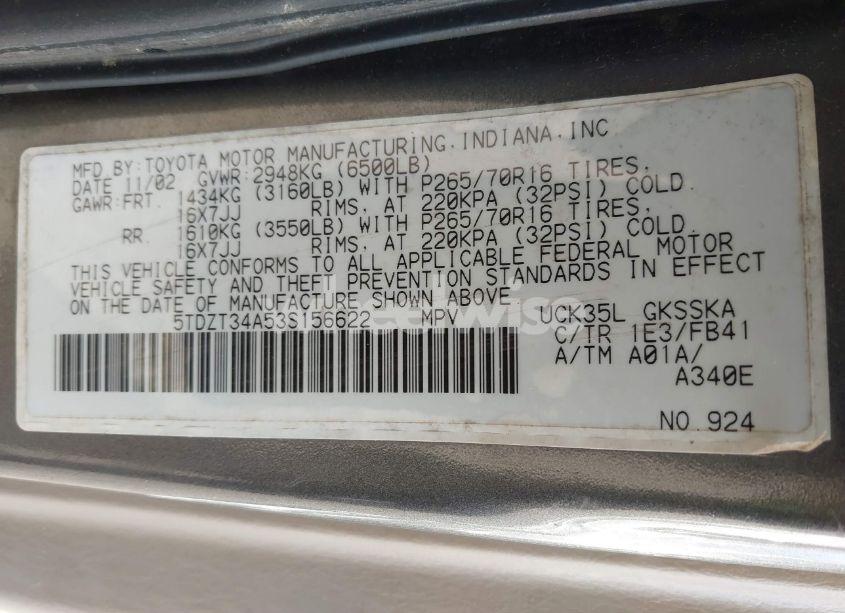 MFD.BY:TOYOTA MOTOR MANUFACTURING.INDIANA.INC
DATE 11/02 GVWR:2948KG (6500LB)
GAWR:FRT. 1434KG (3160LB) WITH P265/70R16 TIRES,
16X7JJ RIMS, AT 220KPA (32PSI) COLD.
RR. 1610KG (3550LB) WITH P265/70R16 TIRES,
16X7JJ RIMS, AT 220KPA (32PSI) COLD.
THIS VEHICLE CONFORMS TO ALL APPLICABLE FEDERAL MOTOR
VEHICLE SAFETY AND THEFT PREVENTION STANDARDS IN EFFECT
ON THE DATE OF MANUFACTURE SHOWN ABOVE.
5TDZT34A53S156622 MPV UCK35L GKSSKA
C/TR 1E3/FB41
A/TM A01A/
A340E
NO.924